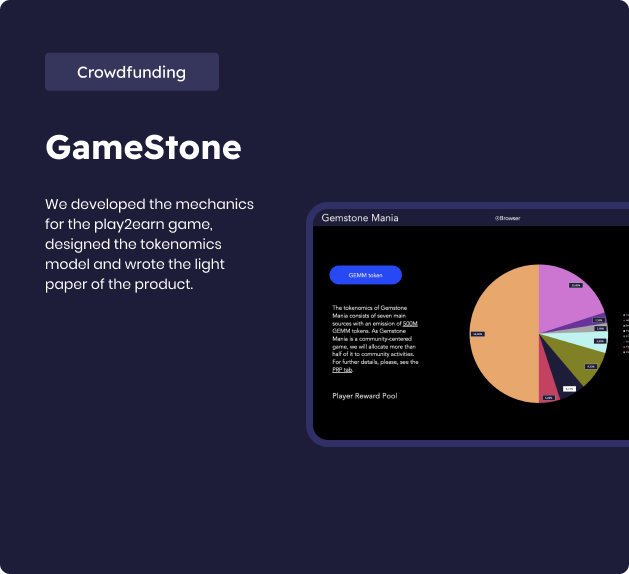 Crowdfunding
GameStone
We developed the mechanics
for the play2earn game,
designed the tokenomics
model and wrote the light
paper of the product.
Gemstone Mania
Browser
GEMM token
The tokenomics of Gemstone
Mania consists of seven main
sources with an emission of 500M
GEMM tokens. As Gemstone
Mania is a community-centered
game, we will allocate more than
half of it to community activities.
For further details, please, see the
PRP tab.
Player Reward Pool